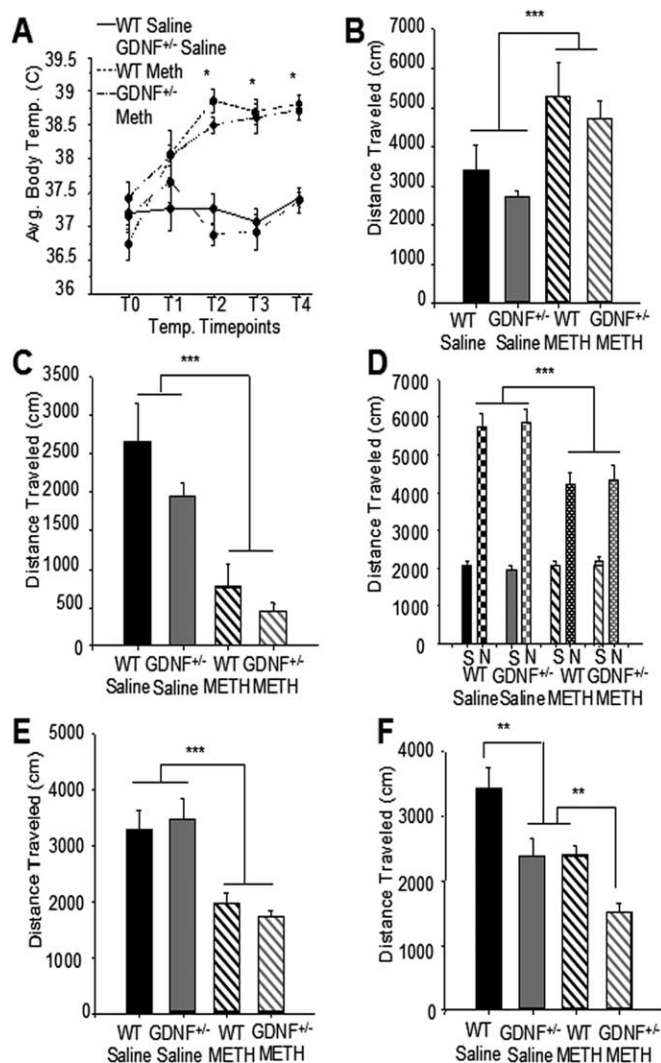 A
WT Saline
GDNF+/- Saline
WT Meth
GDNF+/-
Meth
Avg. Body Temp. (C)
39.5
39
38.5
38
37.5
37
36.5
36
* * *
T0 T1 T2 T3 T4
Temp. Timepoints
B
Distance Traveled (cm)
7000
6000
5000
4000
3000
2000
1000
0
***
WT GDNF+/- WT GDNF+/-
Saline Saline METH METH
C
Distance Traveled (cm)
3500
3000
2500
2000
1500
1000
500
0
***
WT GDNF+/- WT GDNF+/-
Saline Saline METH METH
D
Distance Traveled (cm)
7000
6000
5000
4000
3000
2000
1000
0
***
S N S N S N S N
WT GDNF+/- WT GDNF+/-
Saline Saline METH METH
E
Distance Traveled (cm)
5000
4000
3000
2000
1000
0
***
WT GDNF+/- WT GDNF+/-
Saline Saline METH METH
F
Distance Traveled (cm)
4000
3000
2000
1000
0
**
**
WT GDNF+/- WT GDNF+/-
Saline Saline METH METH